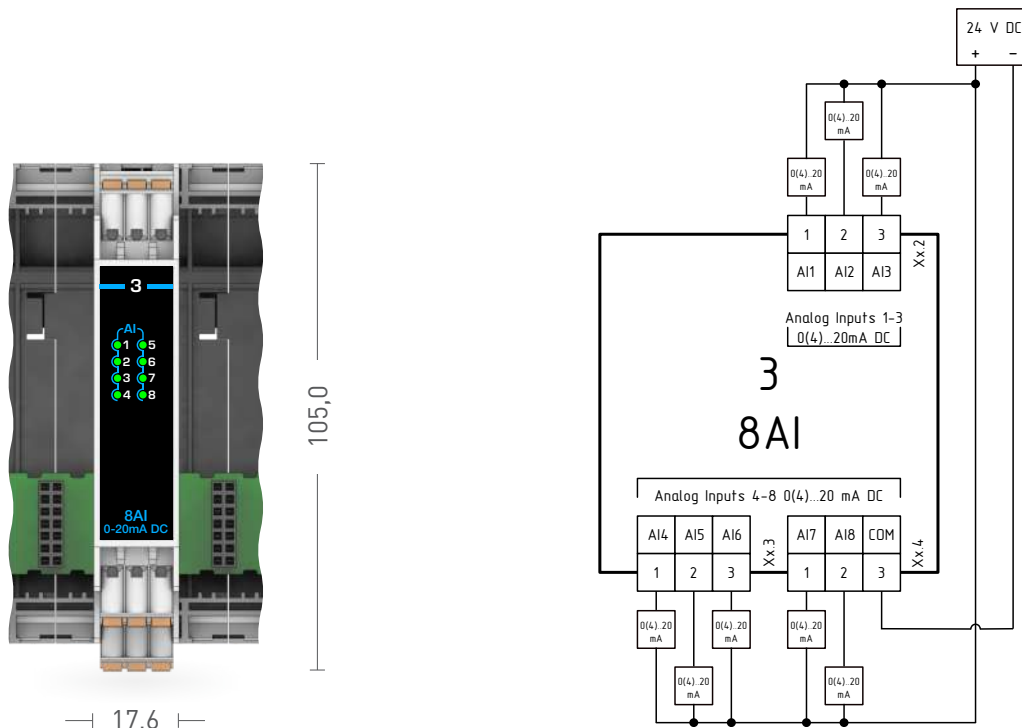 3
AI
1 5
2 6
3 7
4 8
8AI
0-20mA DC
105,0
17,6
24 V DC
+ −
0(4)..20
mA
0(4)..20
mA
0(4)..20
mA
1 2 3
AI1 AI2 AI3
Xx.2
Analog Inputs 1-3
0(4)...20mA DC
3
8AI
Analog Inputs 4-8 0(4)...20 mA DC
AI4 AI5 AI6
1 2 3
Xx.3
AI7 AI8 COM
1 2 3
Xx.4
0(4)..20
mA
0(4)..20
mA
0(4)..20
mA
0(4)..20
mA
0(4)..20
mA